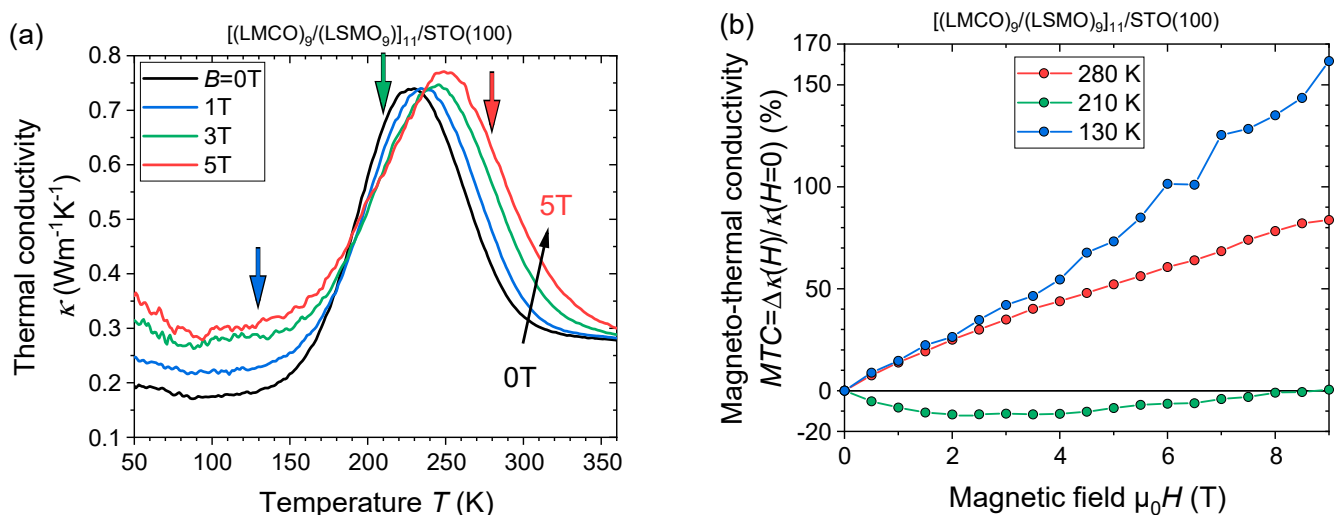 (a)
[((LMCO)₉/(LSMO₉)]₁₁/STO(100)
Thermal conductivity
κ (Wm⁻¹K⁻¹)
0.8
0.7
0.6
0.5
0.4
0.3
0.2
0.1
B=0T
1T
3T
5T
5T
0T
50 100 150 200 250 300 350
Temperature T (K)
(b)
[(LMCO)₉/(LSMO)₉]₁₁/STO(100)
Magneto-thermal conductivity
MTC=Δκ(H)/κ(H=0) (%)
170
150
100
50
0
-20
280 K
210 K
130 K
0 2 4 6 8
Magnetic field µ₀H (T)